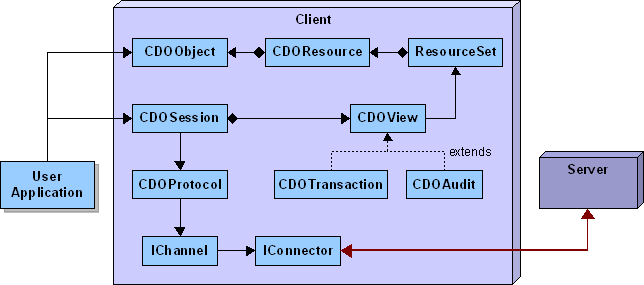 Client
CDOObject
CDOResource
ResourceSet
CDOSession
CDOView
extends
User
Application
CDOProtocol
CDOTransaction
CDOAudit
Server
IChannel
IConnector